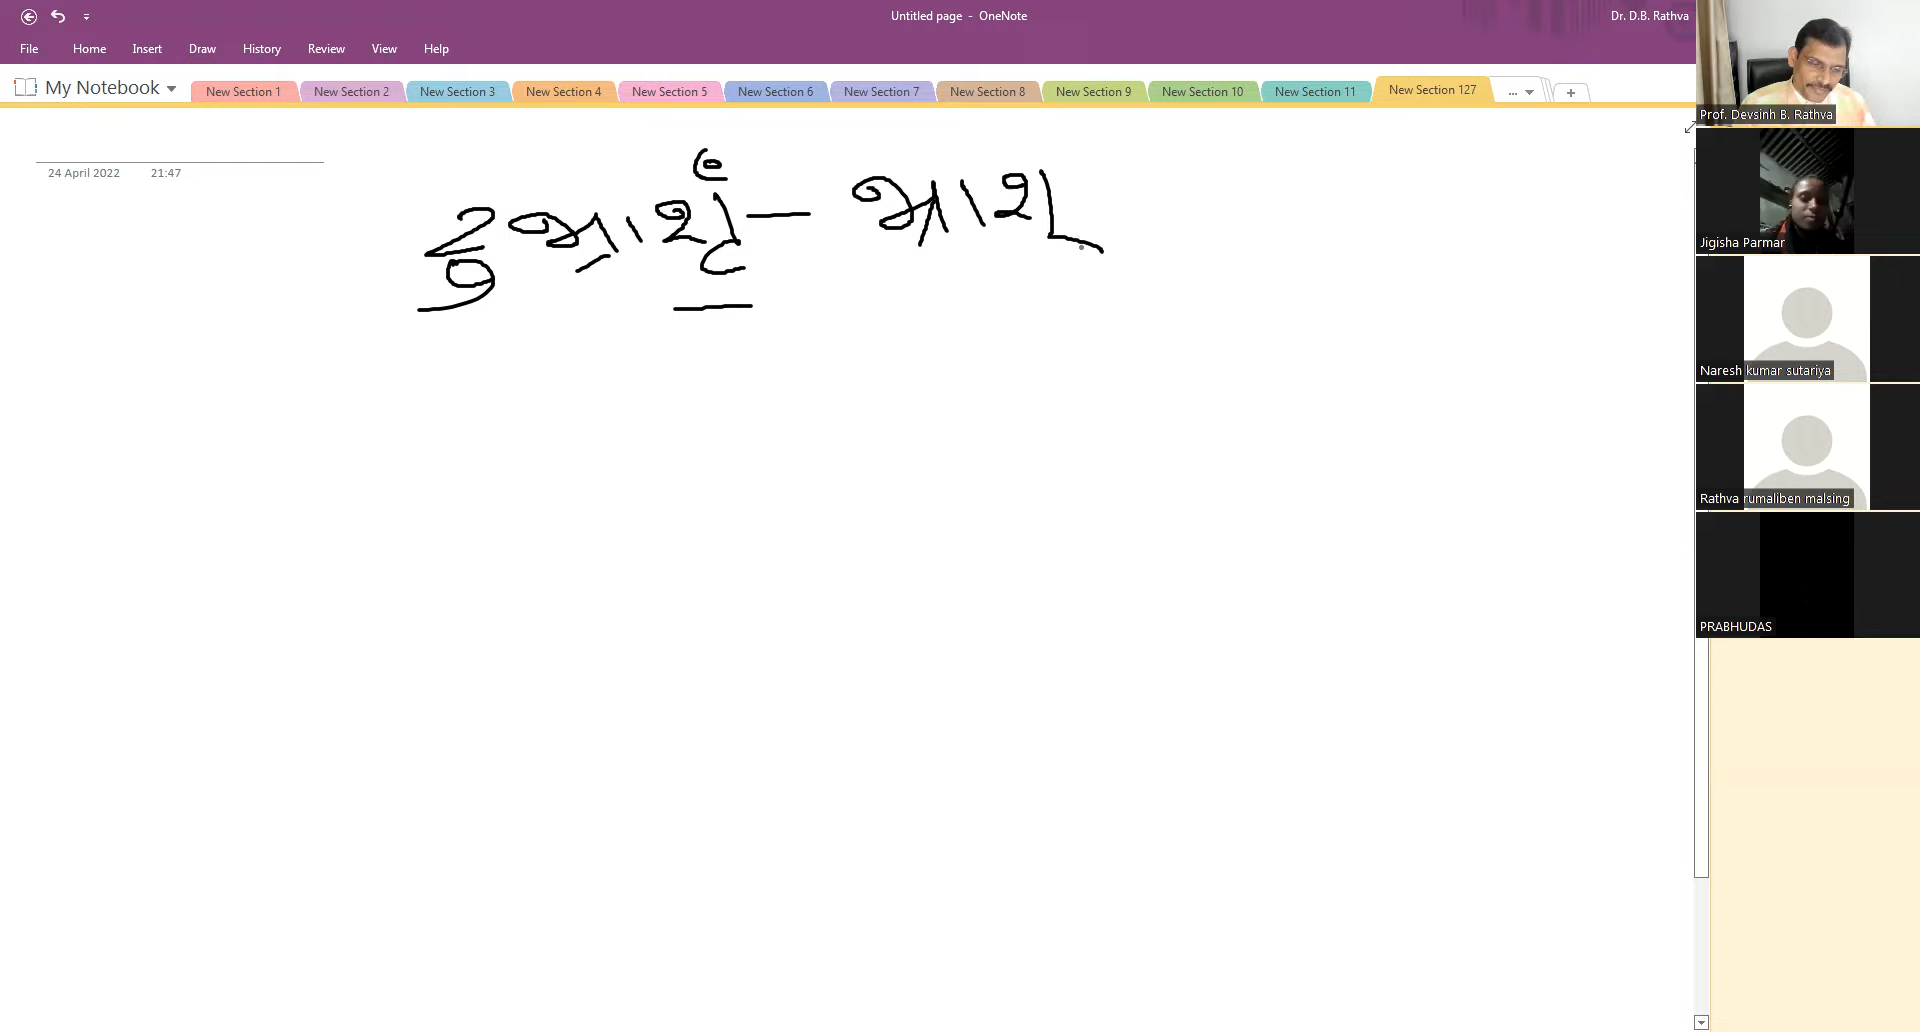 Untitled page - OneNote
Dr. D.B. Rathva
File Home Insert Draw History Review View Help
My Notebook
New Section 1 New Section 2 New Section 3 New Section 4 New Section 5 New Section 6 New Section 7 New Section 8 New Section 9 New Section 10 New Section 11 New Section 127 ...
24 April 2022 21:47
Prof. Devsinh B. Rathva
Jigisha Parmar
Naresh kumar sutariya
Rathva rumaliben malsing
PRABHUDAS